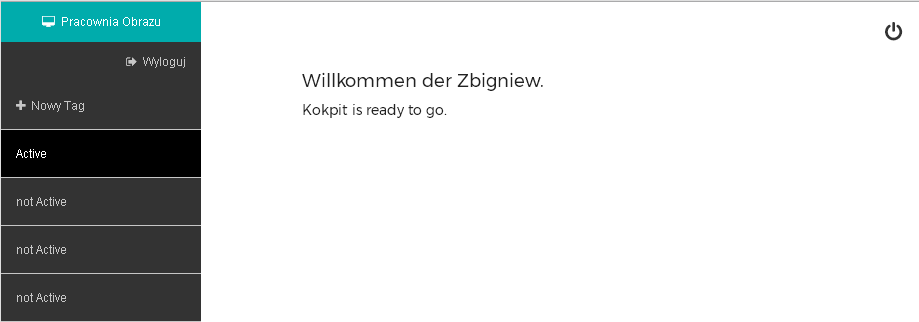 Pracownia Obrazu
Wyloguj
Nowy Tag
Active
not Active
not Active
not Active
Willkommen der Zbigniew.
Kokpit is ready to go.